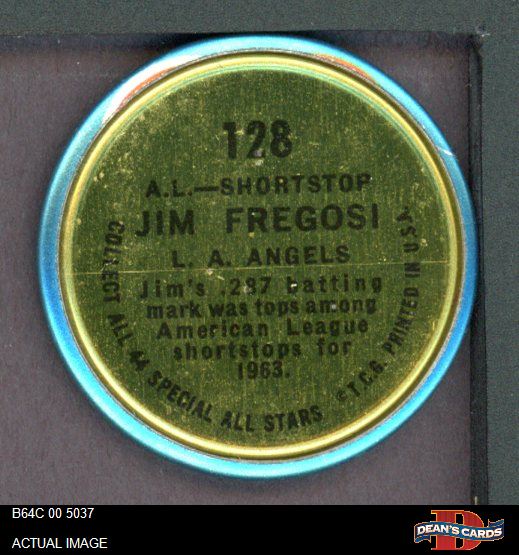 128
A.L.—SHORTSTOP
JIM FREGOSI
L. A. ANGELS
Jim's .287 batting
mark was tops among
American League
shortstops for
1963.
COLLECT ALL 44 SPECIAL ALL STARS
©T.C.G. PRINTED IN U.S.A.
B64C 00 5037
ACTUAL IMAGE
D
DEAN'S CARDS